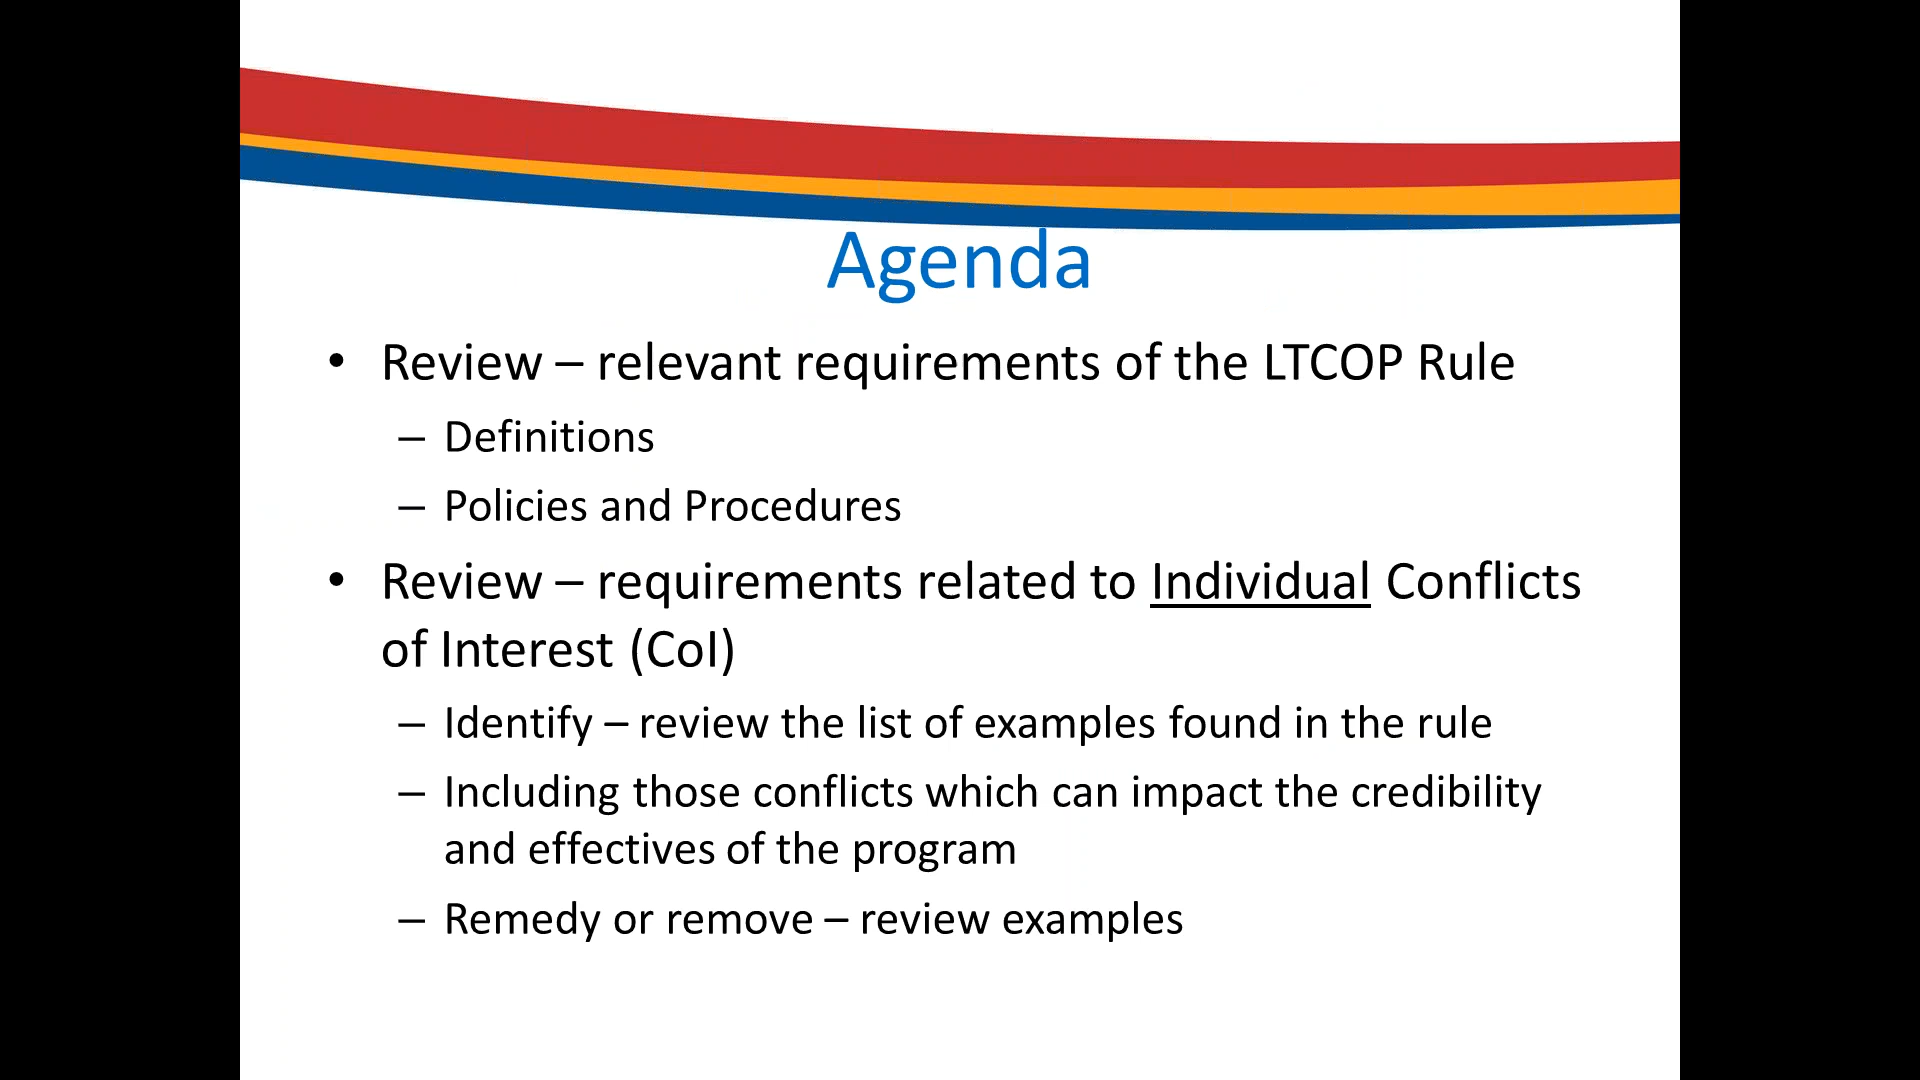 Agenda
• Review – relevant requirements of the LTCOP Rule
– Definitions
– Policies and Procedures
• Review – requirements related to Individual Conflicts
of Interest (CoI)
– Identify – review the list of examples found in the rule
– Including those conflicts which can impact the credibility
and effectives of the program
– Remedy or remove – review examples